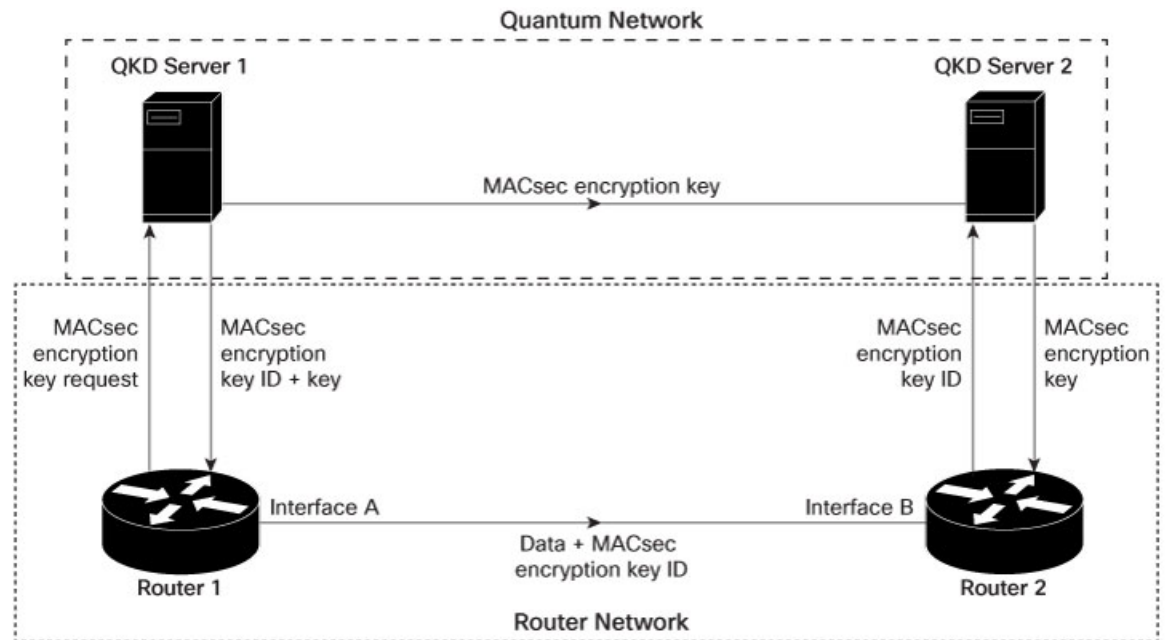 Quantum Network
QKD Server 1
QKD Server 2
MACsec encryption key
MACsec
encryption
key request
MACsec
encryption
key ID + key
MACsec
encryption
key ID
MACsec
encryption
key
Interface A
Interface B
Data + MACsec
encryption key ID
Router 1
Router 2
Router Network